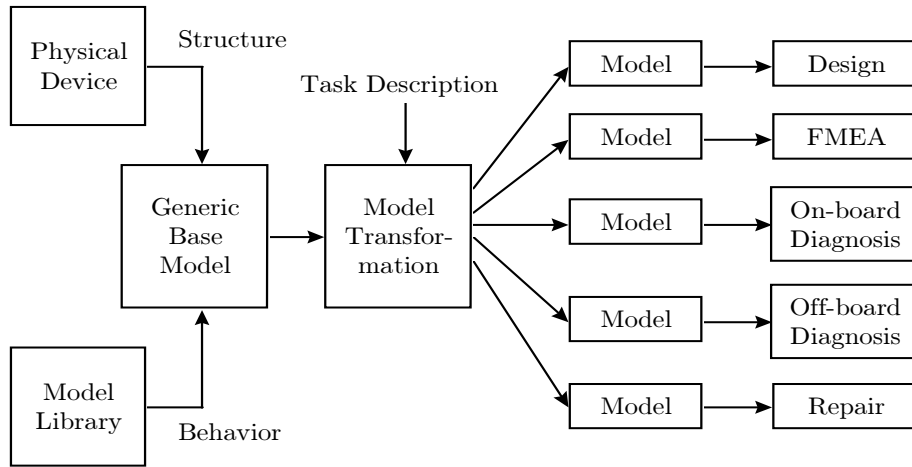 Physical
Device
Structure
Task Description
Generic
Base
Model
Model
Transfor-
mation
Model
Library
Behavior
Model
Design
Model
FMEA
Model
On-board
Diagnosis
Model
Off-board
Diagnosis
Model
Repair